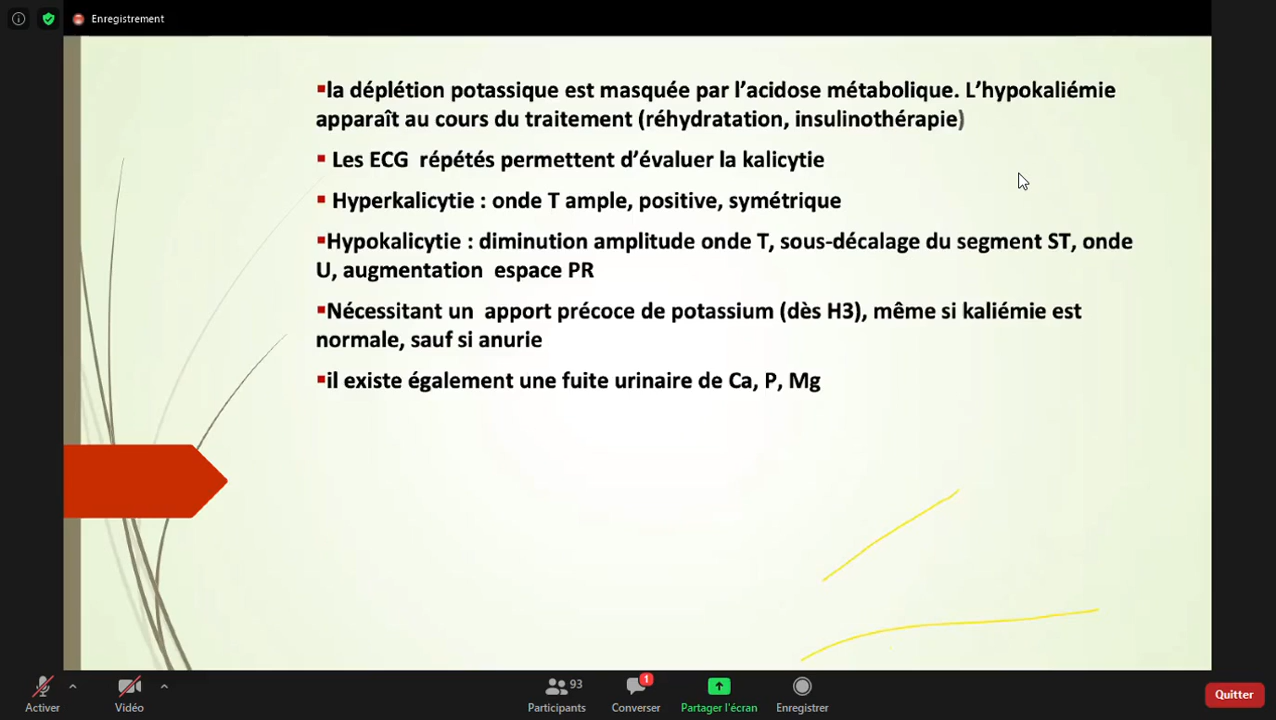 Enregistrement
▪la déplétion potassique est masquée par l’acidose métabolique. L’hypokaliémie
apparaît au cours du traitement (réhydratation, insulinothérapie)
▪ Les ECG répétés permettent d’évaluer la kalicytie
▪ Hyperkalicytie : onde T ample, positive, symétrique
▪Hypokalicytie : diminution amplitude onde T, sous-décalage du segment ST, onde
U, augmentation espace PR
▪Nécessitant un apport précoce de potassium (dès H3), même si kaliémie est
normale, sauf si anurie
▪il existe également une fuite urinaire de Ca, P, Mg
93
1
Activer
Vidéo
Participants
Converser
Partager l'écran
Enregistrer
Quitter